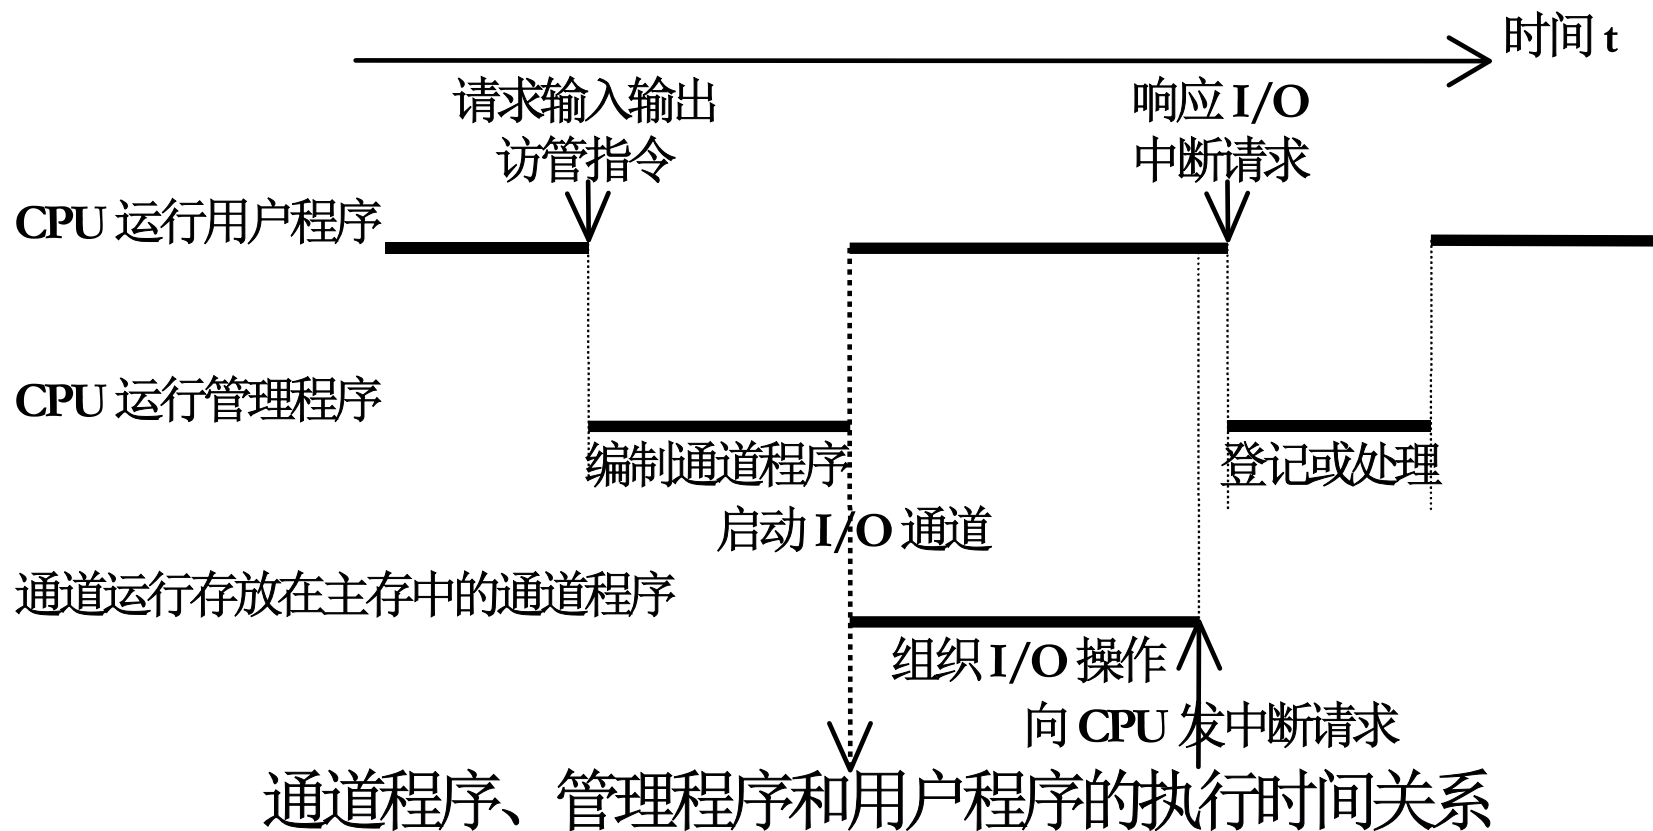 时间 t
请求输入输出
访管指令
响应 I/O
中断请求
CPU 运行用户程序
CPU 运行管理程序
编制通道程序
登记或处理
启动 I/O 通道
通道运行存放在主存中的通道程序
组织 I/O 操作
向 CPU 发中断请求
通道程序、管理程序和用户程序的执行时间关系